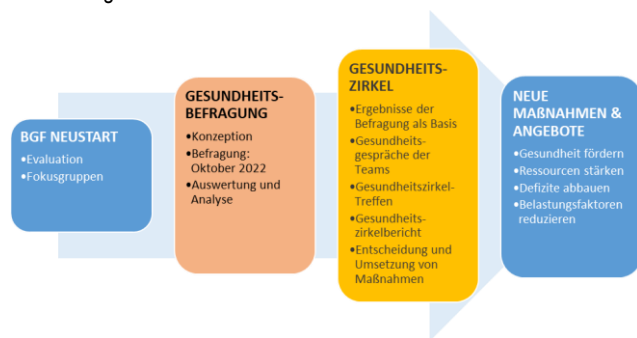 BGF NEUSTART
•Evaluation
•Fokusgruppen
GESUNDHEITS-
BEFRAGUNG
•Konzeption
•Befragung:
Oktober 2022
•Auswertung und
Analyse
GESUNDHEITS-
ZIRKEL
•Ergebnisse der
Befragung als Basis
•Gesundheits-
gespräche der
Teams
•Gesundheitszirkel-
Treffen
•Gesundheits-
zirkelbericht
•Entscheidung und
Umsetzung von
Maßnahmen
NEUE
MAßNAHMEN &
ANGEBOTE
•Gesundheit fördern
•Ressourcen stärken
•Defizite abbauen
•Belastungsfaktoren
reduzieren